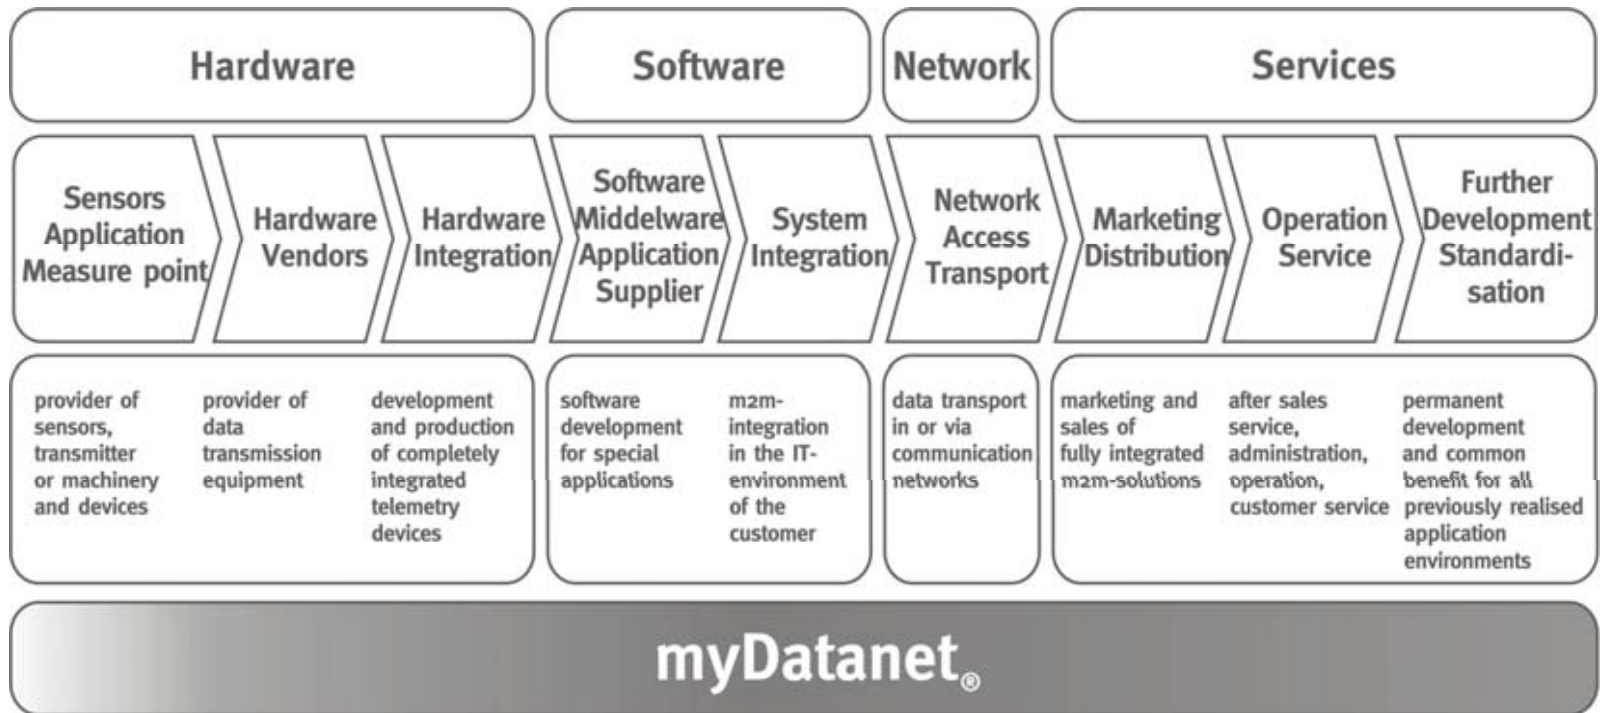 Hardware
Software
Network
Services
Sensors
Application
Measure point
Hardware
Vendors
Hardware
Integration
Software
Middelware
Application
Supplier
System
Integration
Network
Access
Transport
Marketing
Distribution
Operation
Service
Further
Development
Standardi-
sation
provider of
sensors,
transmitter
or machinery
and devices
provider of
data
transmission
equipment
development
and production
of completely
integrated
telemetry
devices
software
development
for special
applications
m2m-
integration
in the IT-
environment
of the
customer
data transport
in or via
communication
networks
marketing and
sales of
fully integrated
m2m-solutions
after sales
service,
administration,
operation,
customer service
permanent
development
and common
benefit for all
previously realised
application
environments
myDatanet®